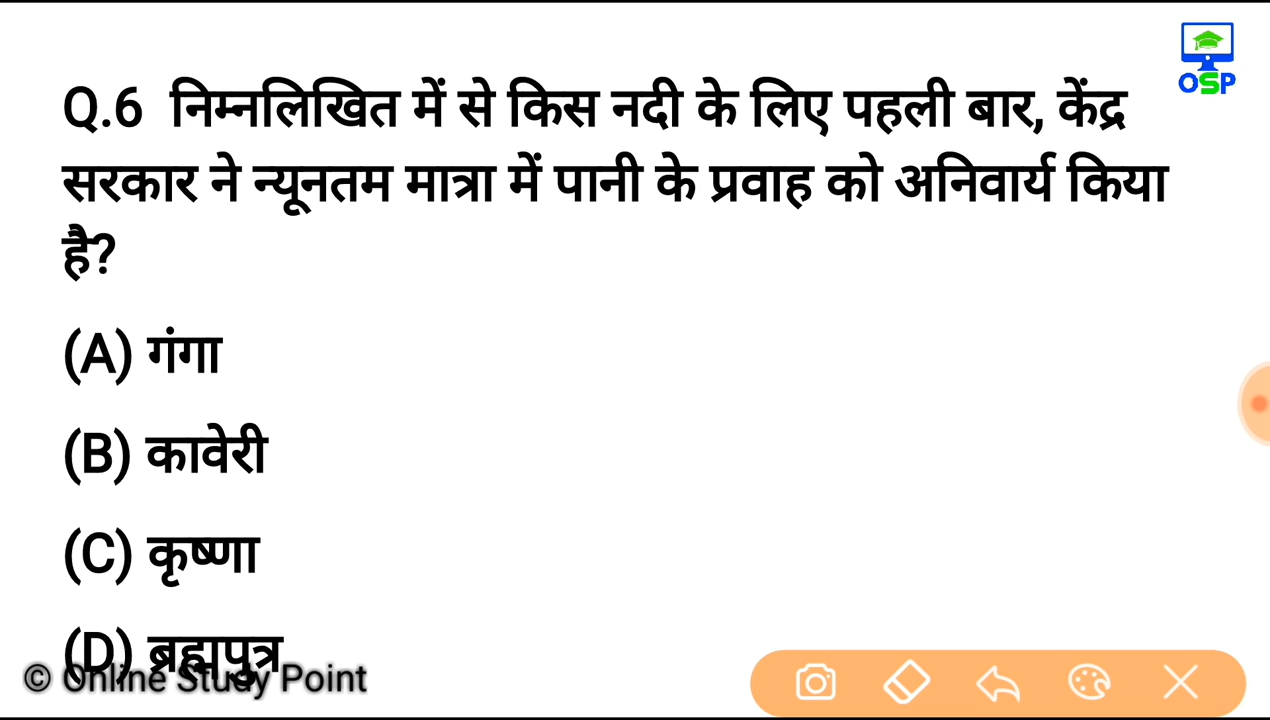 OSP
Q.6 निम्नलिखित में से किस नदी के लिए पहली बार, केंद्र
सरकार ने न्यूनतम मात्रा में पानी के प्रवाह को अनिवार्य किया
है?
(A) गंगा
(B) कावेरी
(C) कृष्णा
(D) ब्रह्मपुत्र
© Online Study Point